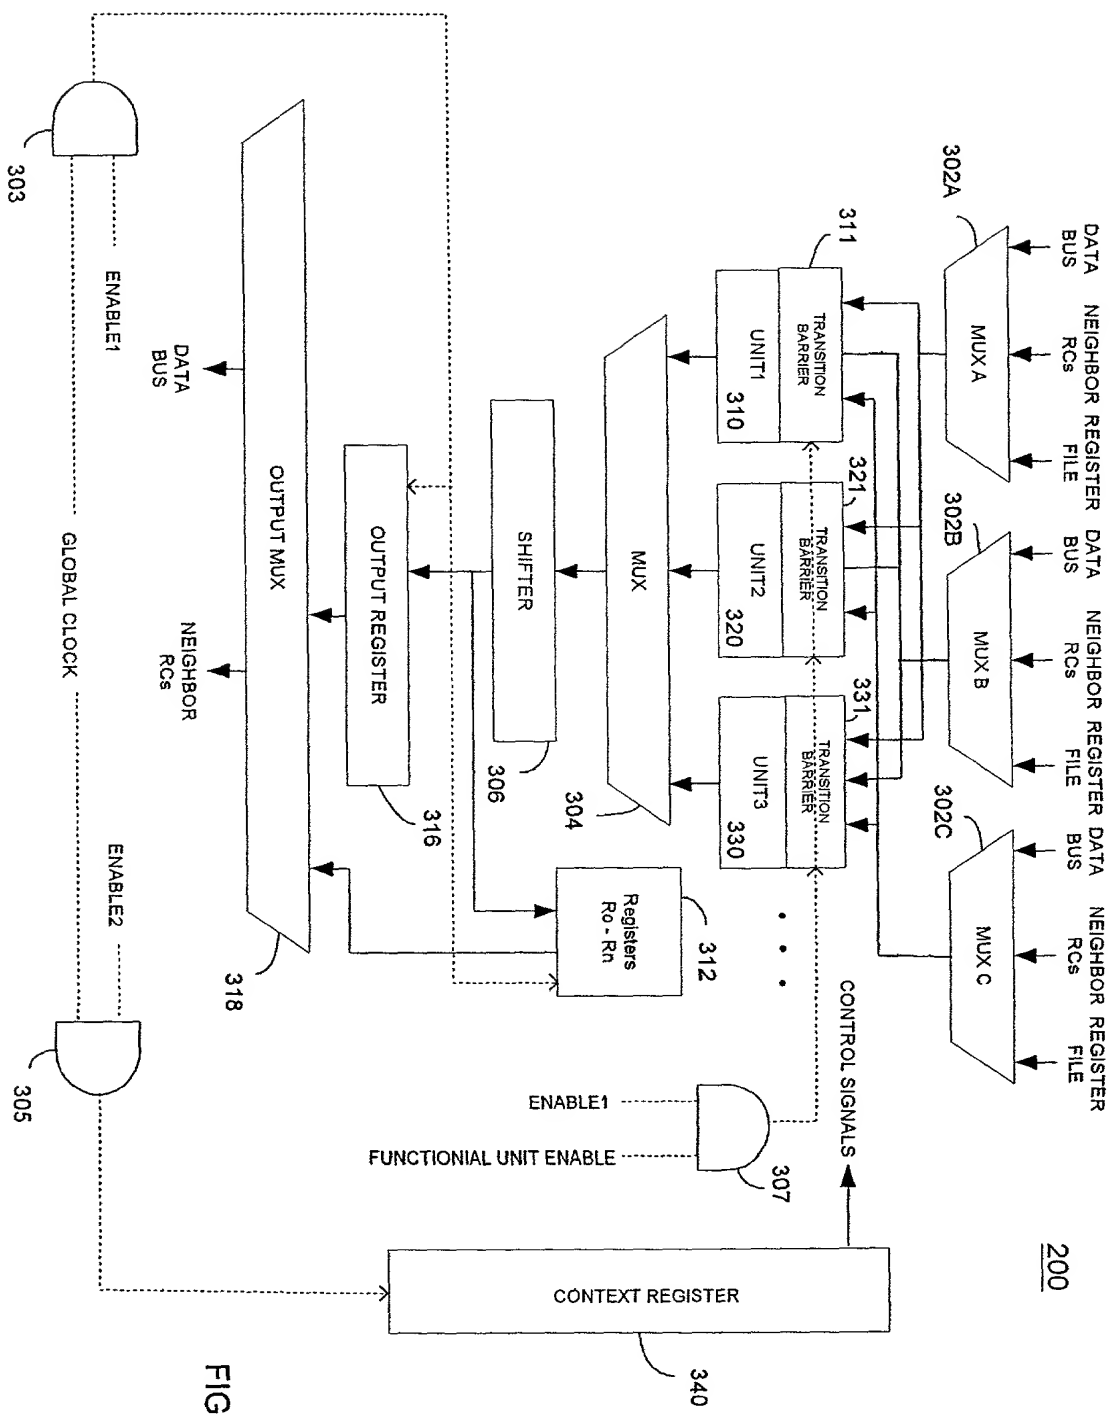 200
DATA NEIGHBOR REGISTER
BUS RCs FILE
DATA NEIGHBOR REGISTER
BUS RCs FILE
DATA NEIGHBOR REGISTER
BUS RCs FILE
302A
MUX A
302B
MUX B
302C
MUX C
311
TRANSITION
BARRIER
UNIT1
310
321
TRANSITION
BARRIER
UNIT2
320
331
TRANSITION
BARRIER
UNIT3
330
CONTROL SIGNALS
307
ENABLE1
FUNCTIONIAL UNIT ENABLE
MUX
304
SHIFTER
306
Registers
Ro - Rn
312
OUTPUT REGISTER
316
CONTEXT REGISTER
340
OUTPUT MUX
318
DATA
BUS
NEIGHBOR
RCs
ENABLE1
303
GLOBAL CLOCK
ENABLE2
305
FIG